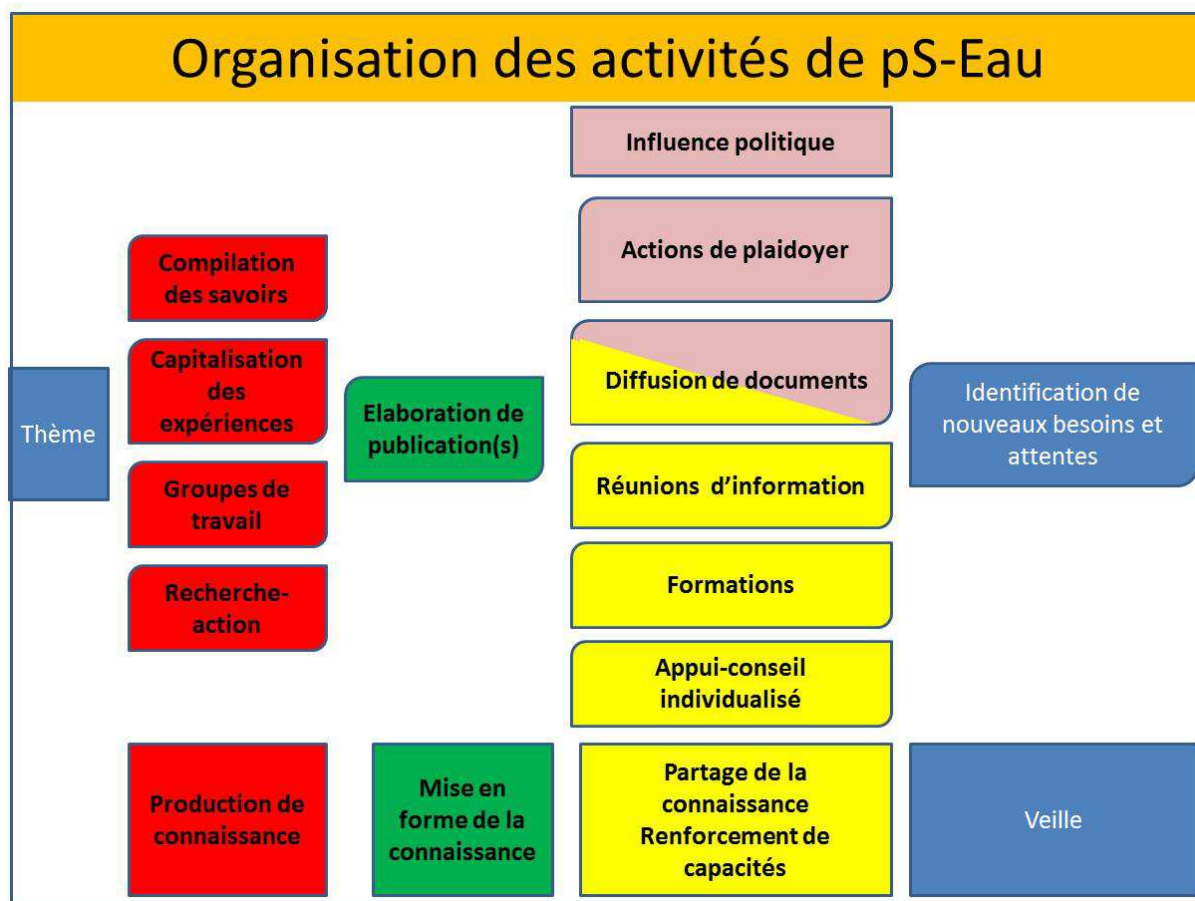 Organisation des activités de pS-Eau
Thème
Compilation
des savoirs
Capitalisation
des
expériences
Groupes de
travail
Recherche-
action
Elaboration de
publication(s)
Influence politique
Actions de plaidoyer
Diffusion de documents
Réunions d'information
Formations
Appui-conseil
individualisé
Identification de
nouveaux besoins et
attentes
Production de
connaissance
Mise en
forme de la
connaissance
Partage de la
connaissance
Renforcement de
capacités
Veille